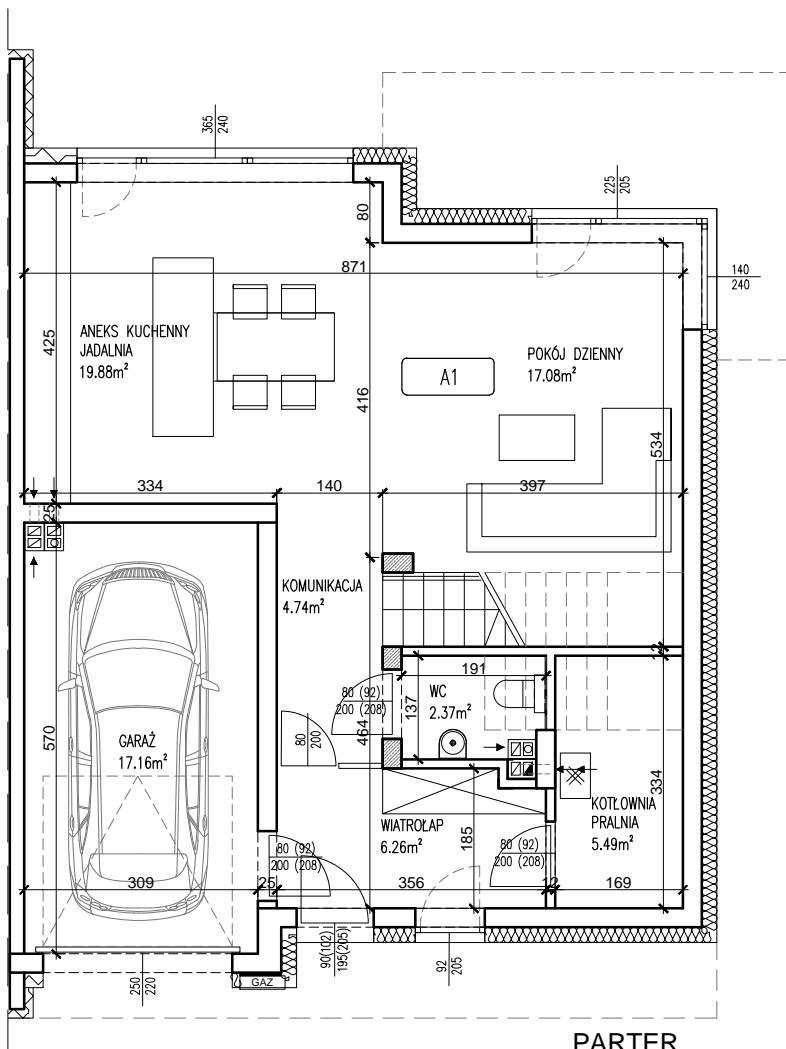 365
240
225
205
80
871
140
240
ANEKS KUCHENNY
JADALNIA
19.88m²
425
416
A1
POKÓJ DZIENNY
17.08m²
534
334
140
397
25
KOMUNIKACJA
4.74m²
12
191
80 (92)
200 (208)
WC
2.37m²
137
464
80
200
570
GARAŻ
17.16m²
334
KOTŁOWNIA
PRALNIA
5.49m²
WIATROŁAP
6.26m²
185
80 (92)
200 (208)
80 (92)
200 (208)
309
25
356
12
169
90(102)
195(205)
92
205
250
220
GAZ
PARTER